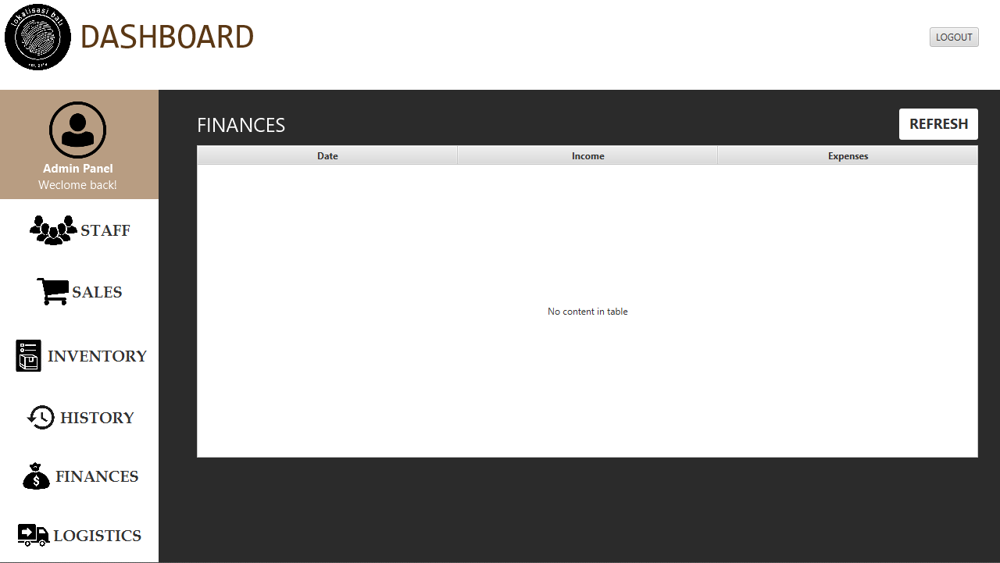 lokalisasi bali
DASHBOARD
LOGOUT
Admin Panel
Weclome back!
STAFF
SALES
INVENTORY
HISTORY
FINANCES
LOGISTICS
FINANCES
REFRESH
Date Income Expenses
No content in table